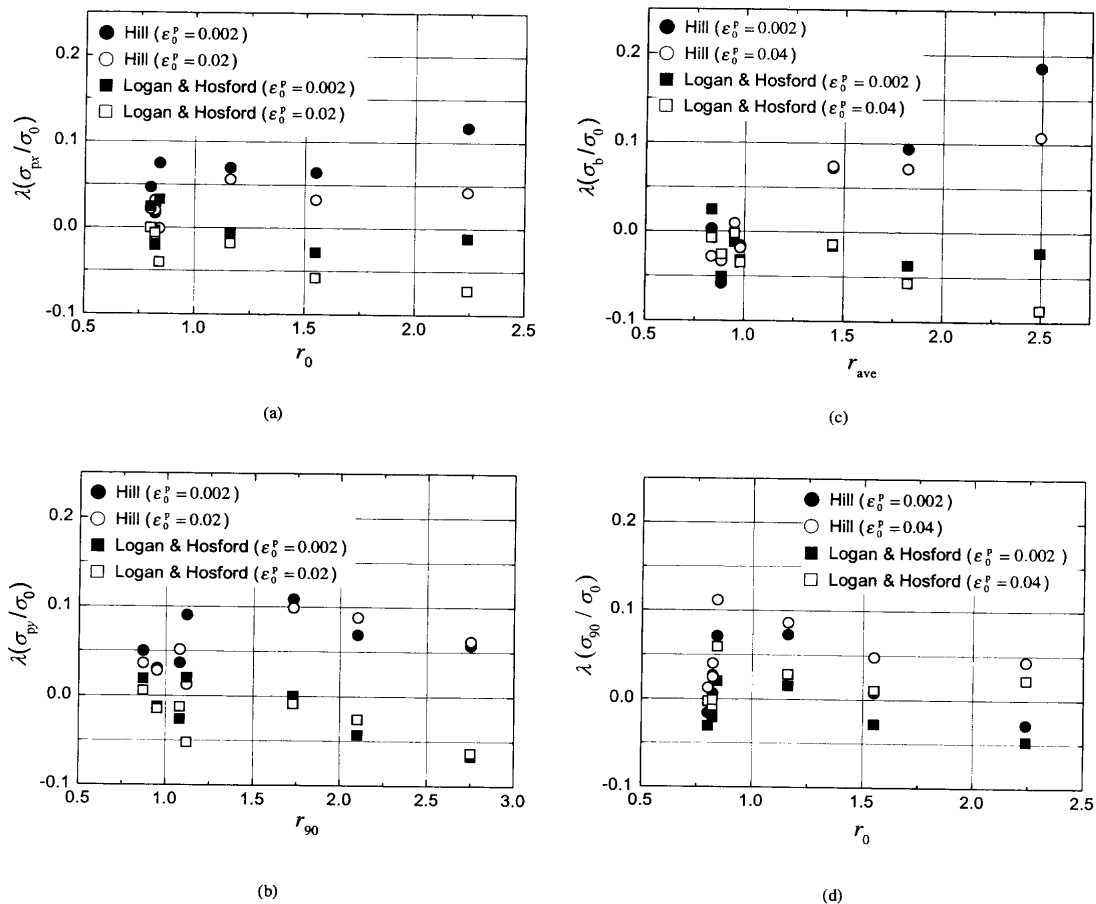 Hill (ε₀ᵖ=0.002)
Hill (ε₀ᵖ=0.02)
Logan & Hosford (ε₀ᵖ=0.002)
Logan & Hosford (ε₀ᵖ=0.02)
λ(σpx/σ0)
0.2
0.1
0.0
-0.1
0.5 1.0 1.5 2.0 2.5
r0
(a)
Hill (ε₀ᵖ=0.002)
Hill (ε₀ᵖ=0.04)
Logan & Hosford (ε₀ᵖ=0.002)
Logan & Hosford (ε₀ᵖ=0.04)
λ(σb/σ0)
0.2
0.1
0.0
-0.1
0.5 1.0 1.5 2.0 2.5
rave
(c)
Hill (ε₀ᵖ=0.002)
Hill (ε₀ᵖ=0.02)
Logan & Hosford (ε₀ᵖ=0.002)
Logan & Hosford (ε₀ᵖ=0.02)
λ(σpy/σ0)
0.2
0.1
0.0
-0.1
0.5 1.0 1.5 2.0 2.5 3.0
r90
(b)
Hill (ε₀ᵖ=0.002)
Hill (ε₀ᵖ=0.04)
Logan & Hosford (ε₀ᵖ=0.002)
Logan & Hosford (ε₀ᵖ=0.04)
λ(σ90/σ0)
0.2
0.1
0.0
-0.1
0.5 1.0 1.5 2.0 2.5
r0
(d)